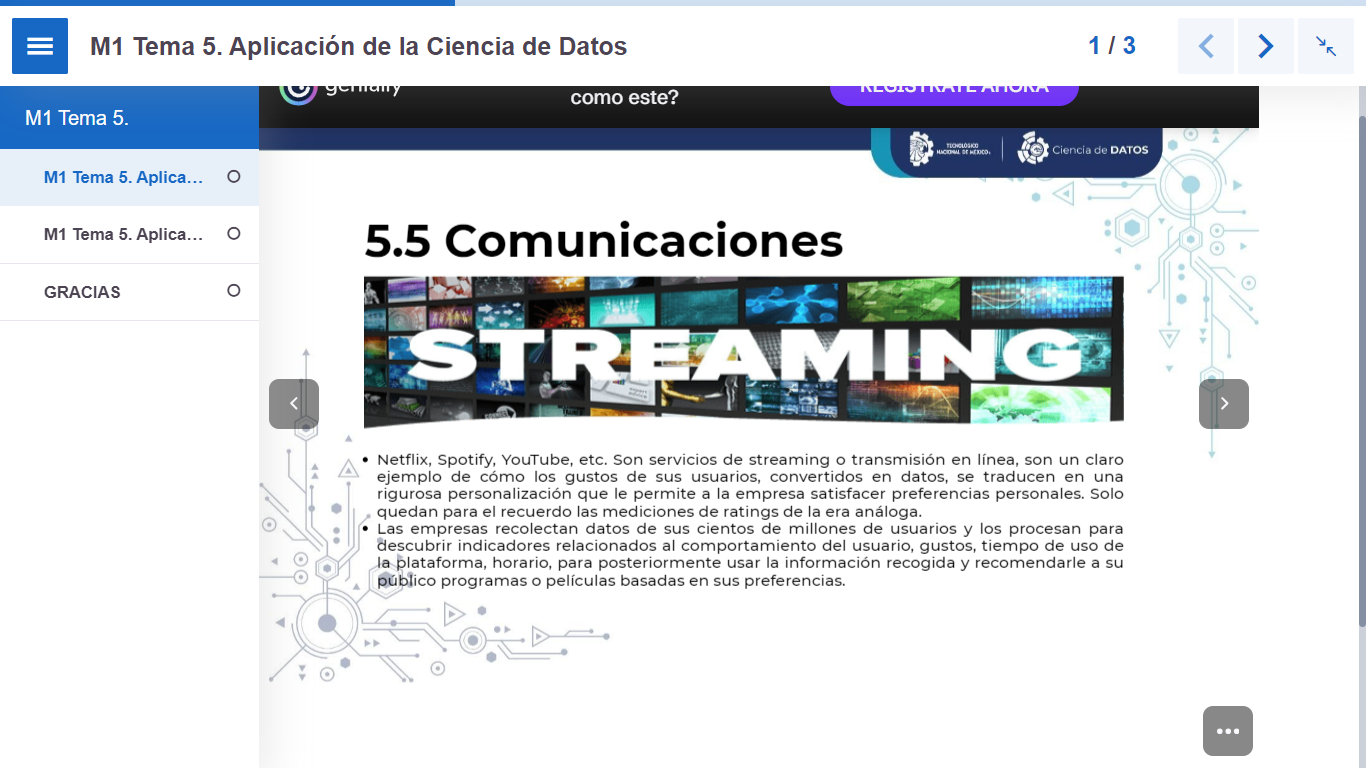 M1 Tema 5. Aplicación de la Ciencia de Datos
1 / 3
M1 Tema 5.
M1 Tema 5. Aplica...
M1 Tema 5. Aplica...
GRACIAS
genially
como este?
REGÍSTRATE AHORA
TECNOLÓGICO
NACIONAL DE MÉXICO
Ciencia de DATOS
5.5 Comunicaciones
STREAMING
Netflix, Spotify, YouTube, etc. Son servicios de streaming o transmisión en línea, son un claro
ejemplo de cómo los gustos de sus usuarios, convertidos en datos, se traducen en una
rigurosa personalización que le permite a la empresa satisfacer preferencias personales. Solo
quedan para el recuerdo las mediciones de ratings de la era análoga.
Las empresas recolectan datos de sus cientos de millones de usuarios y los procesan para
descubrir indicadores relacionados al comportamiento del usuario, gustos, tiempo de uso de
la plataforma, horario, para posteriormente usar la información recogida y recomendarle a su
público programas o películas basadas en sus preferencias.